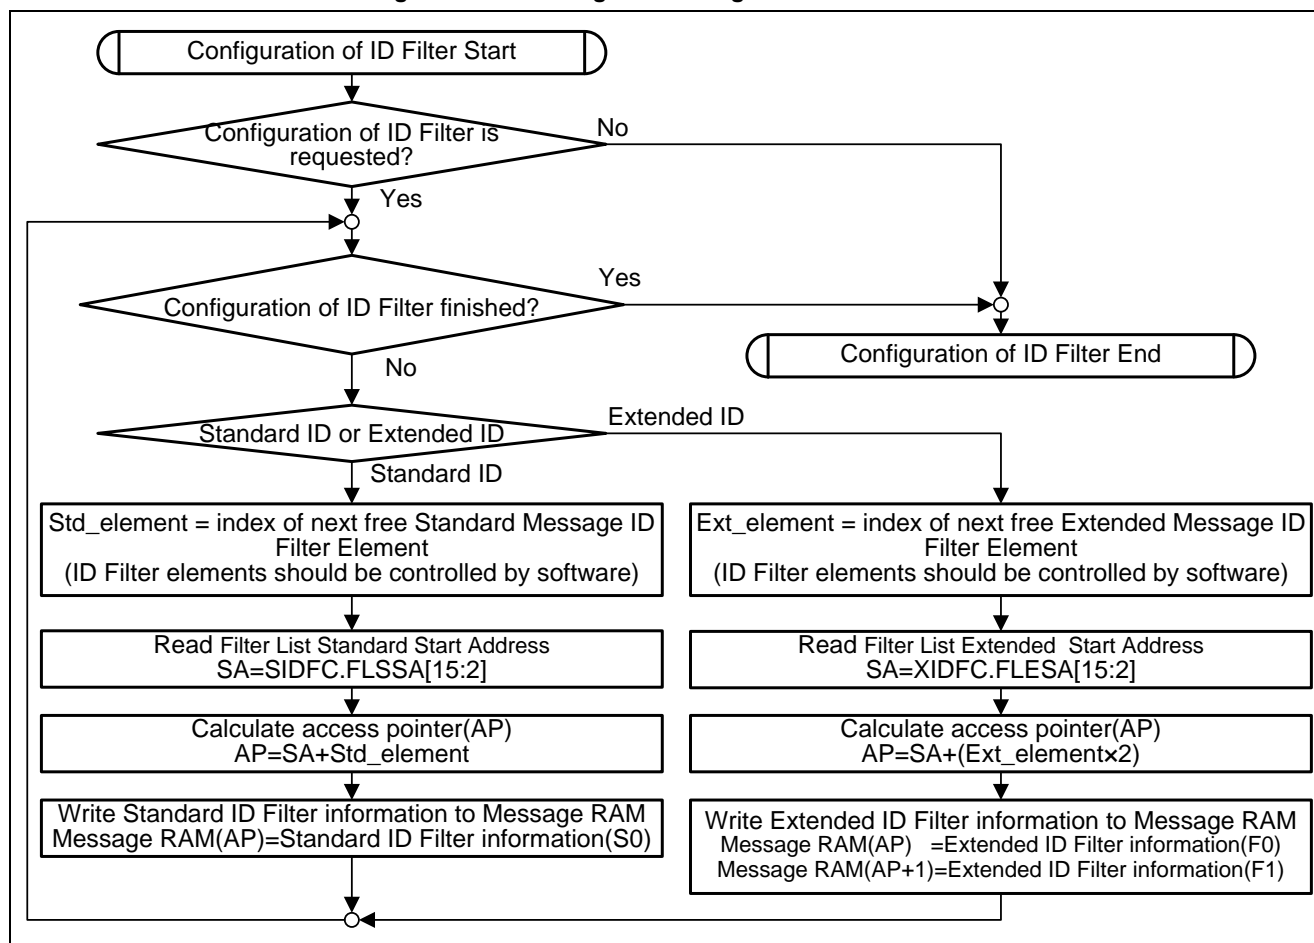 Configuration of ID Filter Start
Configuration of ID Filter is
requested?
No
Yes
Configuration of ID Filter finished?
Yes
No
Configuration of ID Filter End
Standard ID or Extended ID
Extended ID
Standard ID
Std_element = index of next free Standard Message ID
Filter Element
(ID Filter elements should be controlled by software)
Read Filter List Standard Start Address
SA=SIDFC.FLSSA[15:2]
Calculate access pointer(AP)
AP=SA+Std_element
Write Standard ID Filter information to Message RAM
Message RAM(AP)=Standard ID Filter information(S0)
Ext_element = index of next free Extended Message ID
Filter Element
(ID Filter elements should be controlled by software)
Read Filter List Extended Start Address
SA=XIDFC.FLESA[15:2]
Calculate access pointer(AP)
AP=SA+(Ext_element×2)
Write Extended ID Filter information to Message RAM
Message RAM(AP) =Extended ID Filter information(F0)
Message RAM(AP+1)=Extended ID Filter information(F1)